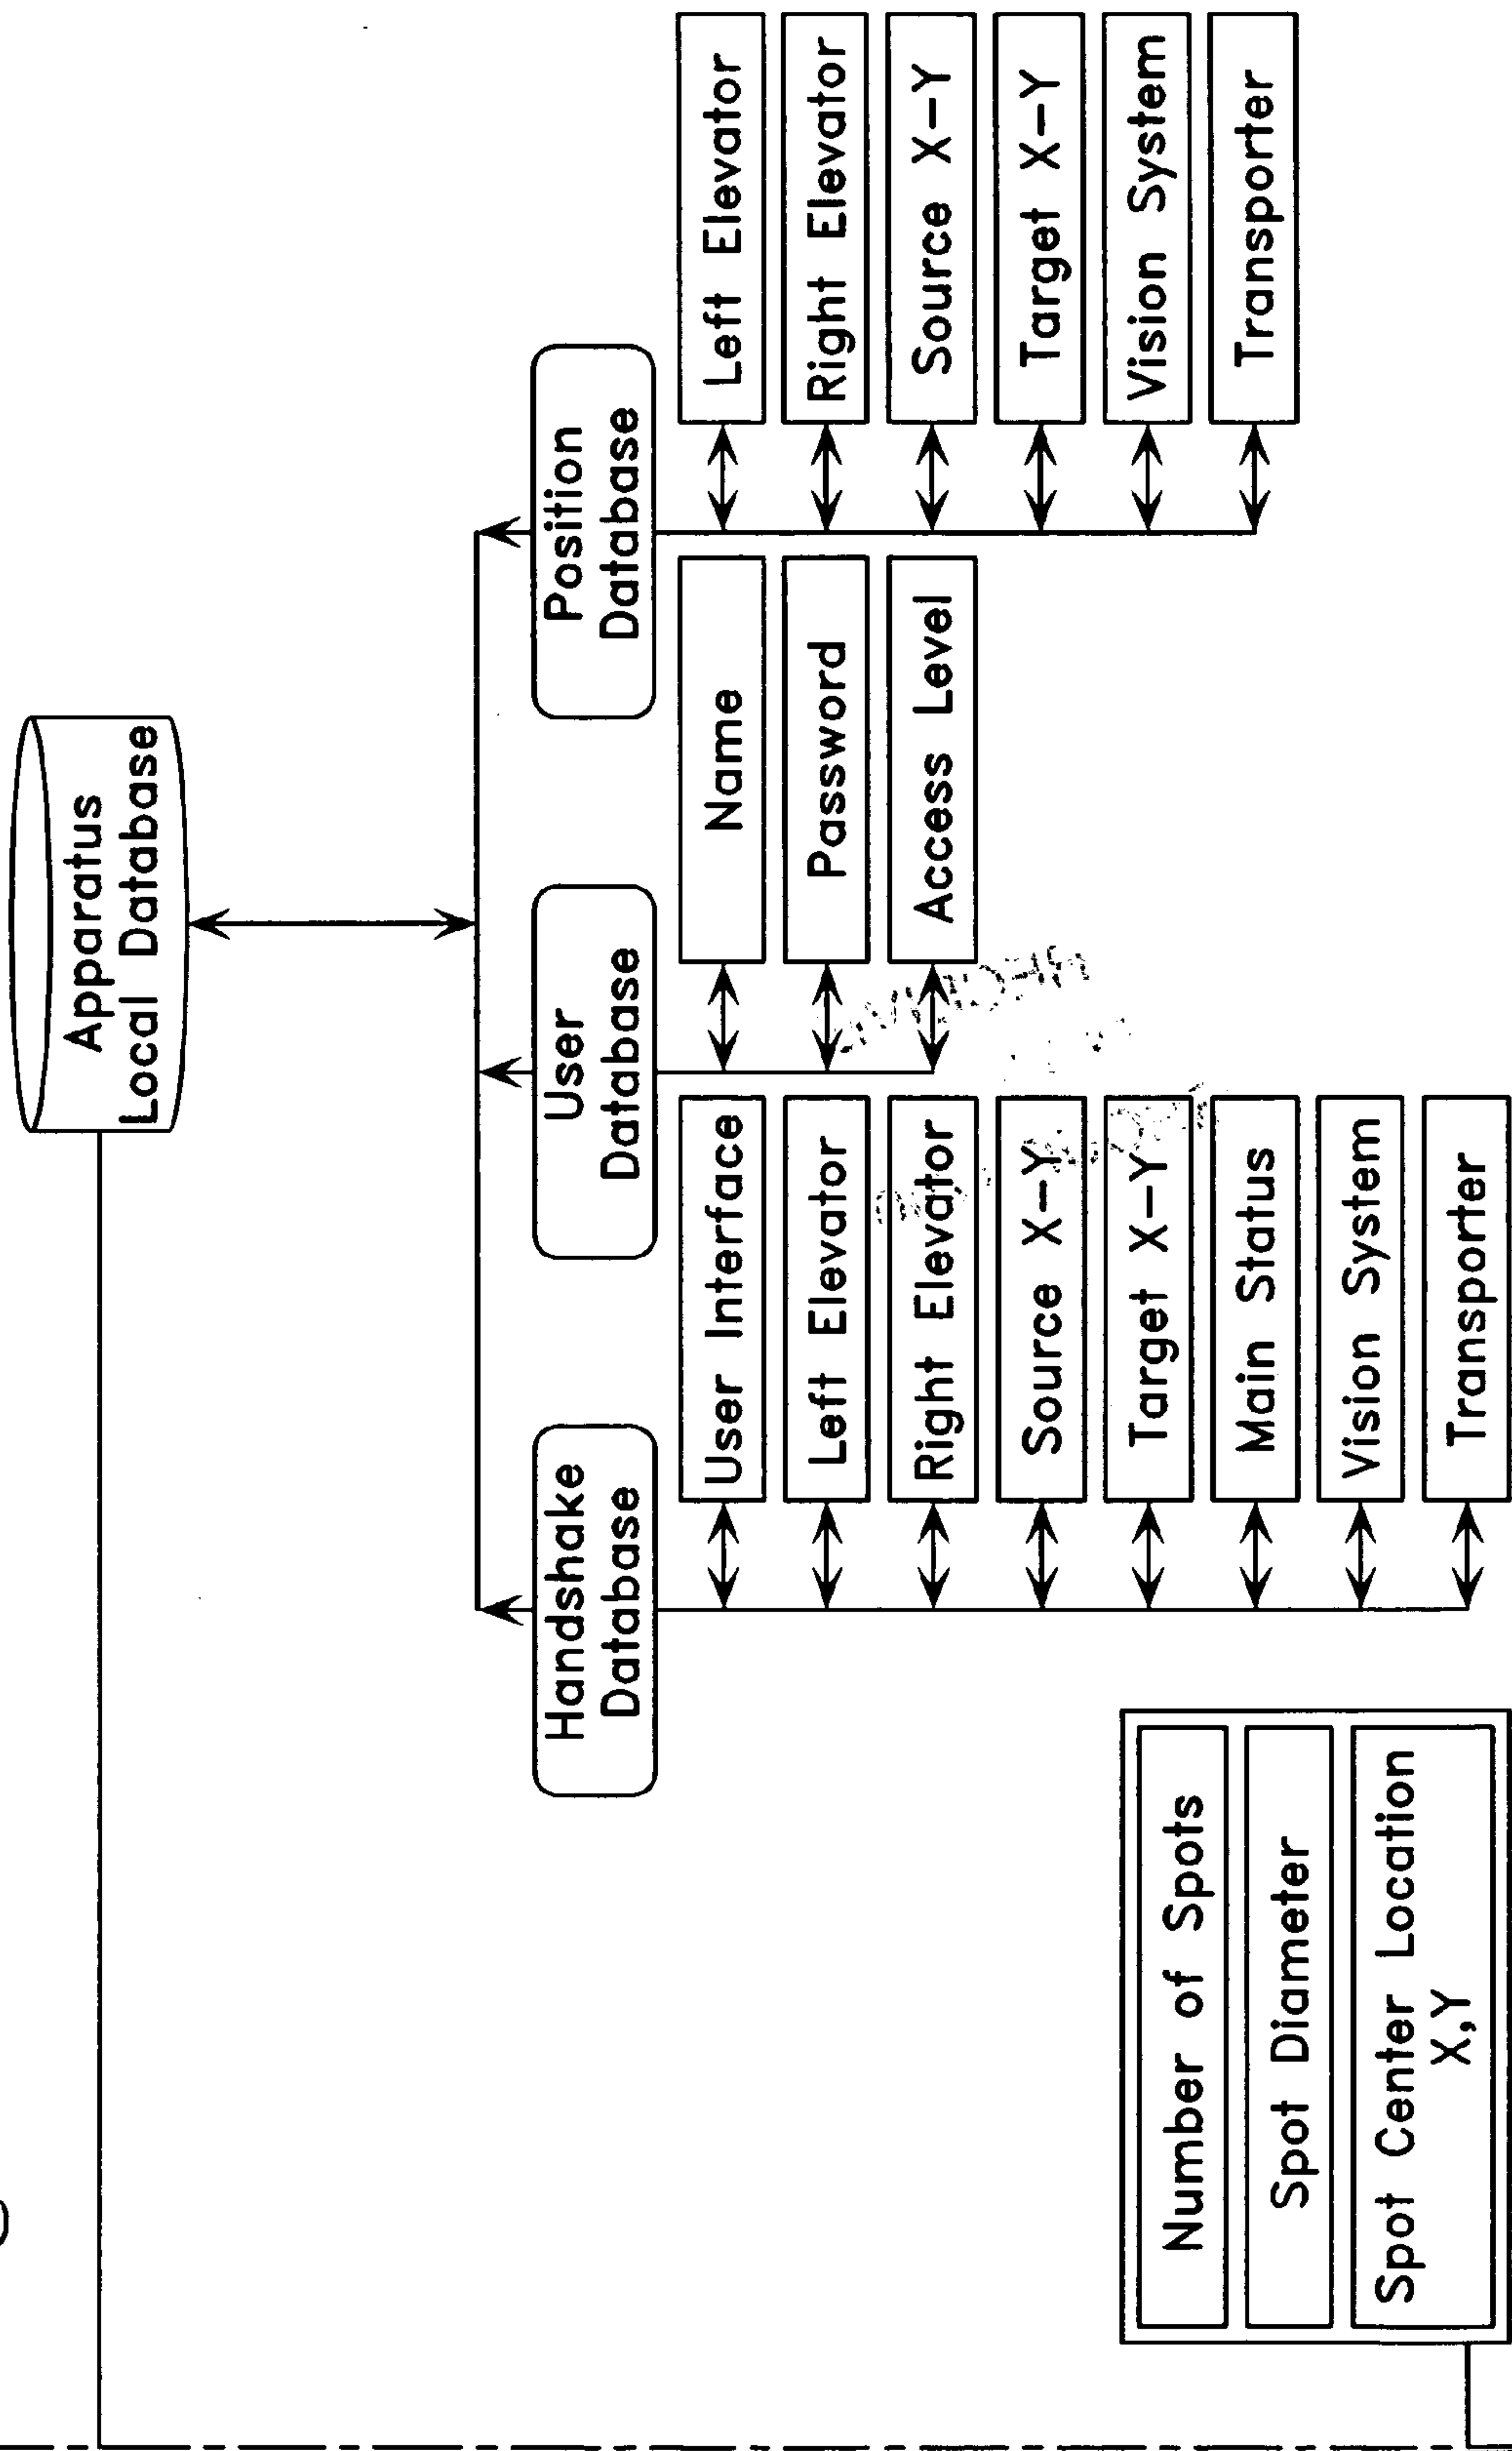 Apparatus
Local Database
Handshake
Database
User Interface
Left Elevator
Right Elevator
Source X-Y
Target X-Y
Main Status
Vision System
Transporter
User
Database
Name
Password
Access Level
Position
Database
Left Elevator
Right Elevator
Source X-Y
Target X-Y
Vision System
Transporter
Number of Spots
Spot Diameter
Spot Center Location
X,Y